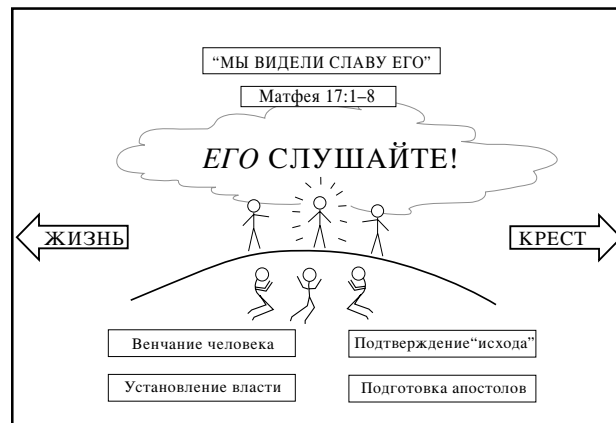 “МЫ ВИДЕЛИ СЛАВУ ЕГО”
Матфея 17:1–8
ЕГО СЛУШАЙТЕ!
ЖИЗНЬ
КРЕСТ
Венчание человека
Подтверждение“исхода”
Установление власти
Подготовка апостолов